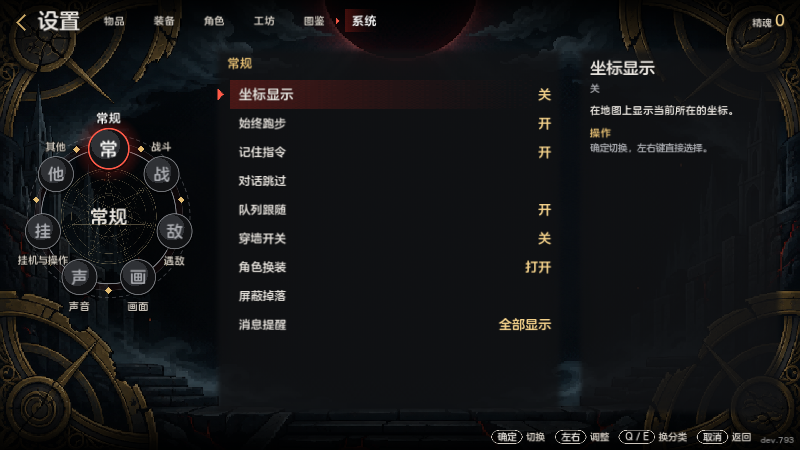 设置
物品 装备 角色 工坊 图鉴 系统
精魂 0
常规
常
其他
他
战斗
战
挂
挂机与操作
敌
遇敌
声
声音
画
画面
常规
常规
坐标显示 关
始终跑步 开
记住指令 开
对话跳过
队列跟随 开
穿墙开关 关
角色换装 打开
屏蔽掉落
消息提醒 全部显示
坐标显示
关
在地图上显示当前所在的坐标。
操作
确定切换，左右键直接选择。
确定 切换 左右 调整 Q / E 换分类 取消 返回
dev.793